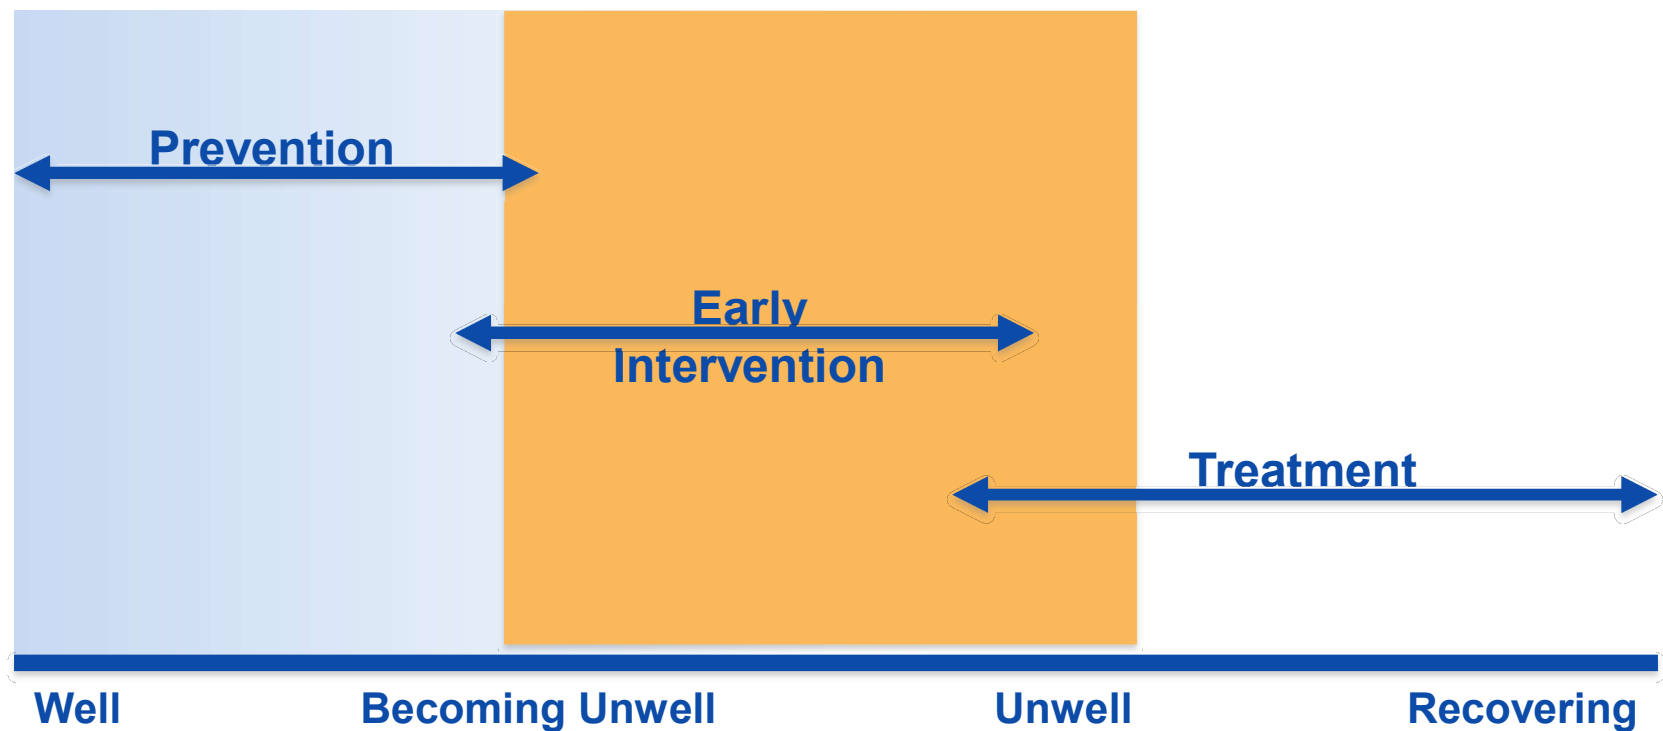 Prevention
Early
Intervention
Treatment
Well Becoming Unwell Unwell Recovering